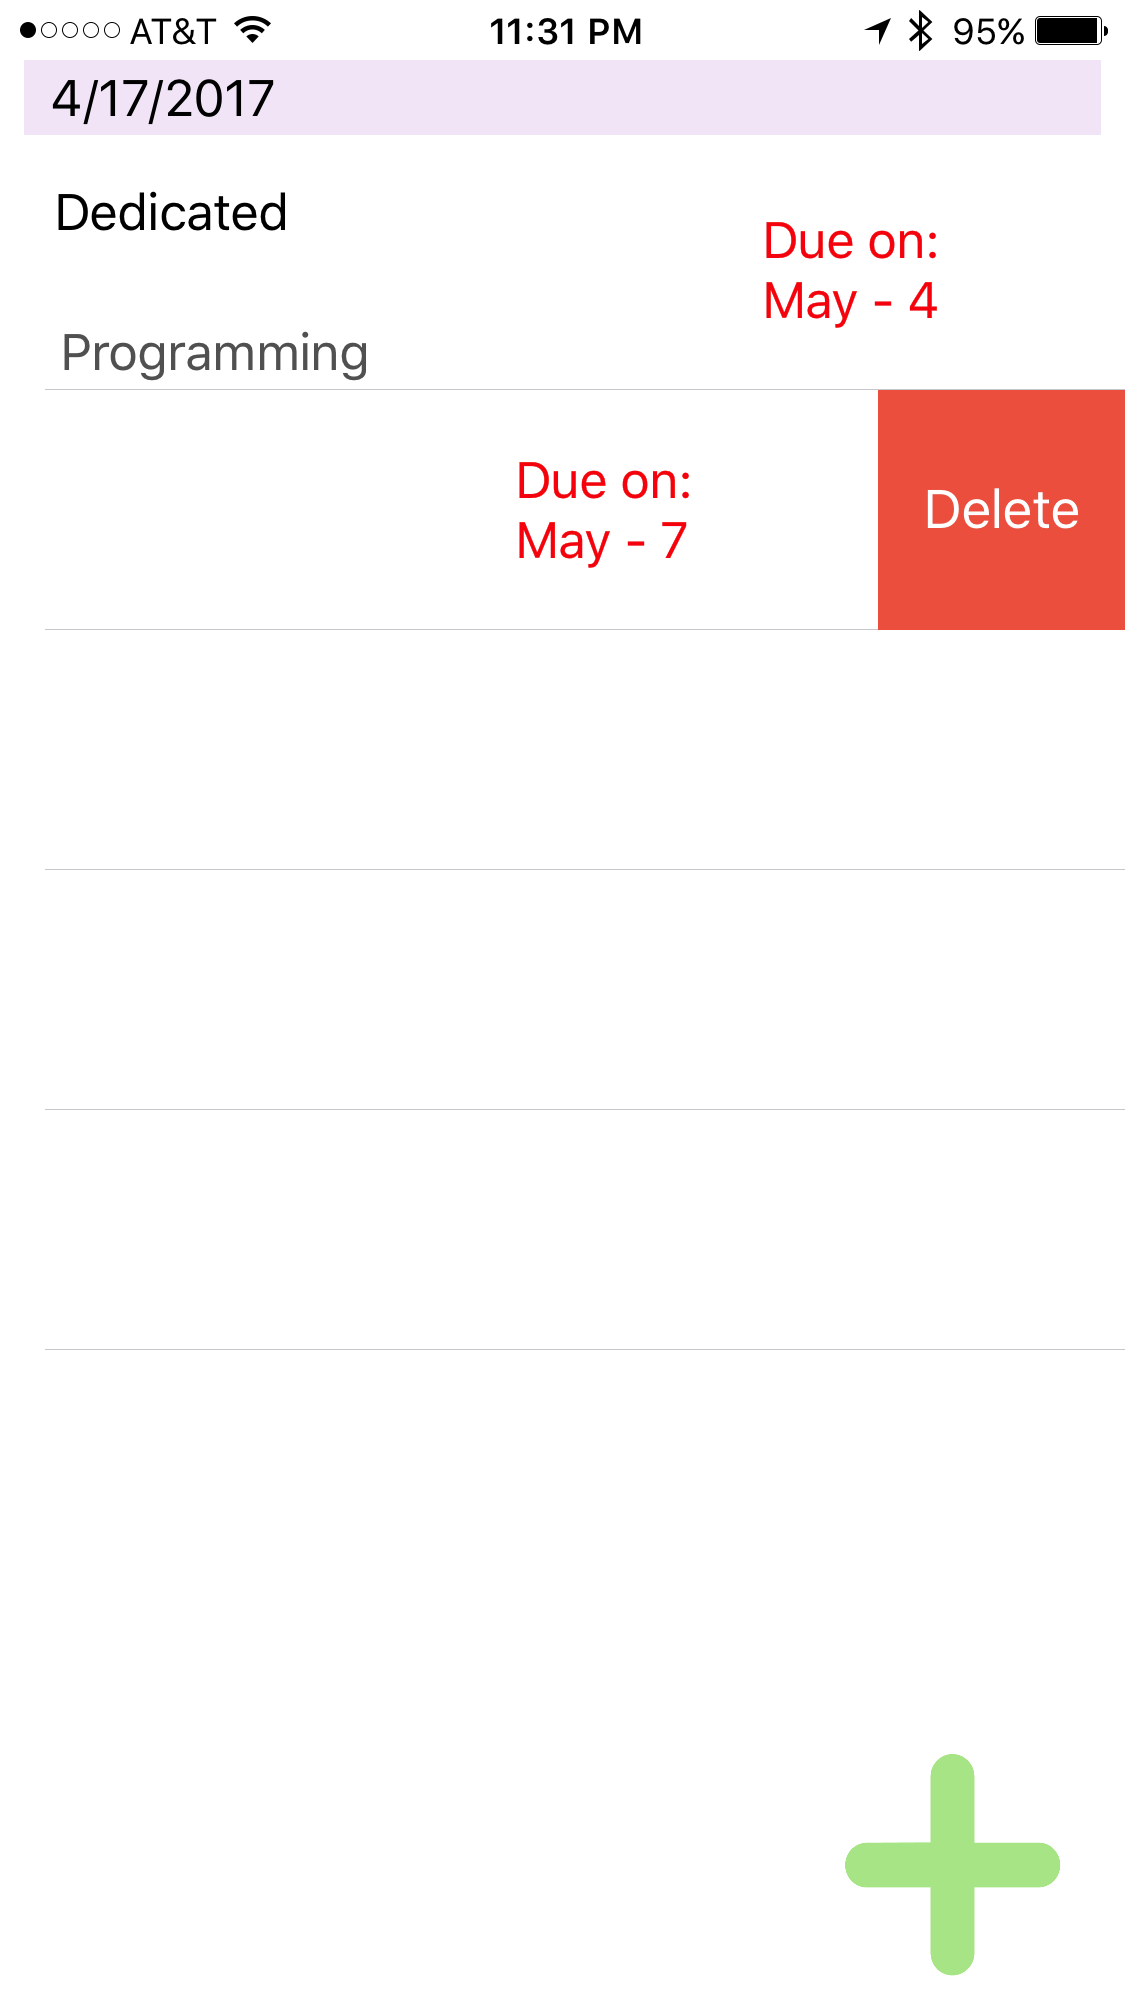 AT&T 11:31 PM 95%
4/17/2017
Dedicated
Due on:
May - 4
Programming
Due on:
May - 7
Delete